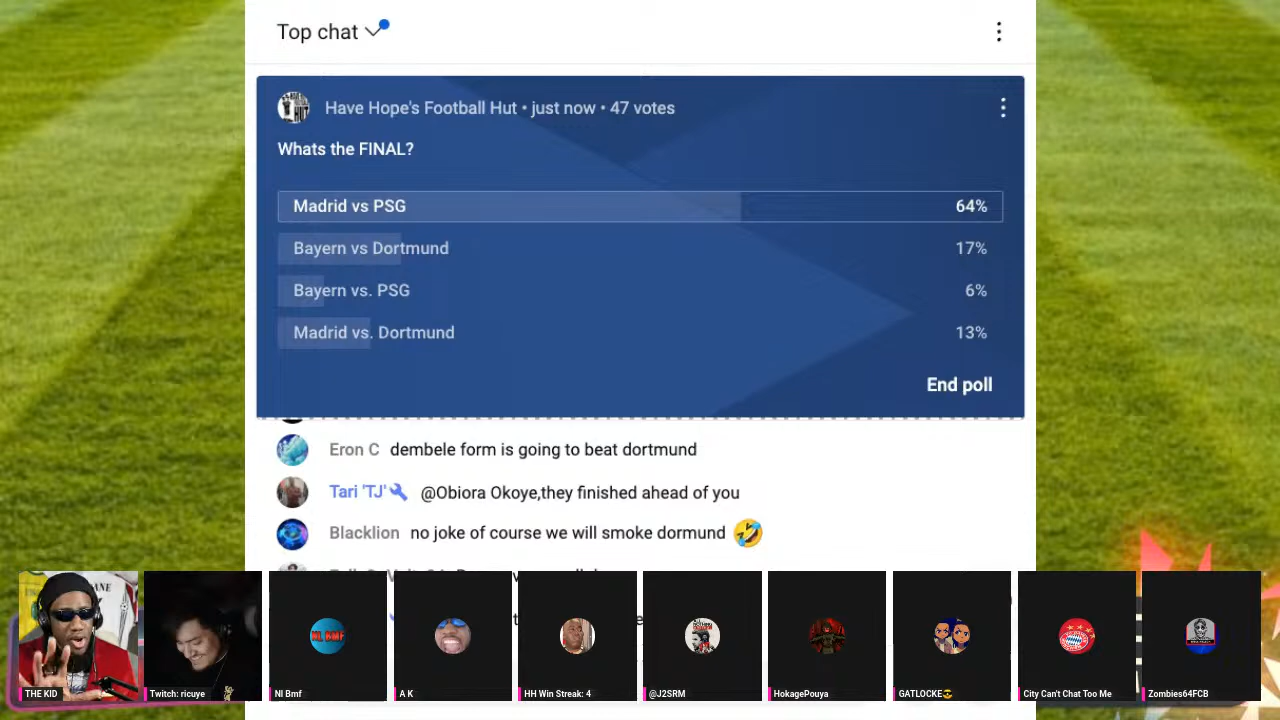 Top chat
Have Hope's Football Hut • just now • 47 votes
Whats the FINAL?
Madrid vs PSG 64%
Bayern vs Dortmund 17%
Bayern vs. PSG 6%
Madrid vs. Dortmund 13%
End poll
Eron C dembele form is going to beat dortmund
Tari 'TJ' @Obiora Okoye,they finished ahead of you
Blacklion no joke of course we will smoke dormund 🤣
THE KID
Twitch: ricuye
NI Bmf
A K
HH Win Streak: 4
@J2SRM
HokagePouya
GATLOCKE😎
City Can't Chat Too Me
Zombies64FCB
NL BMF